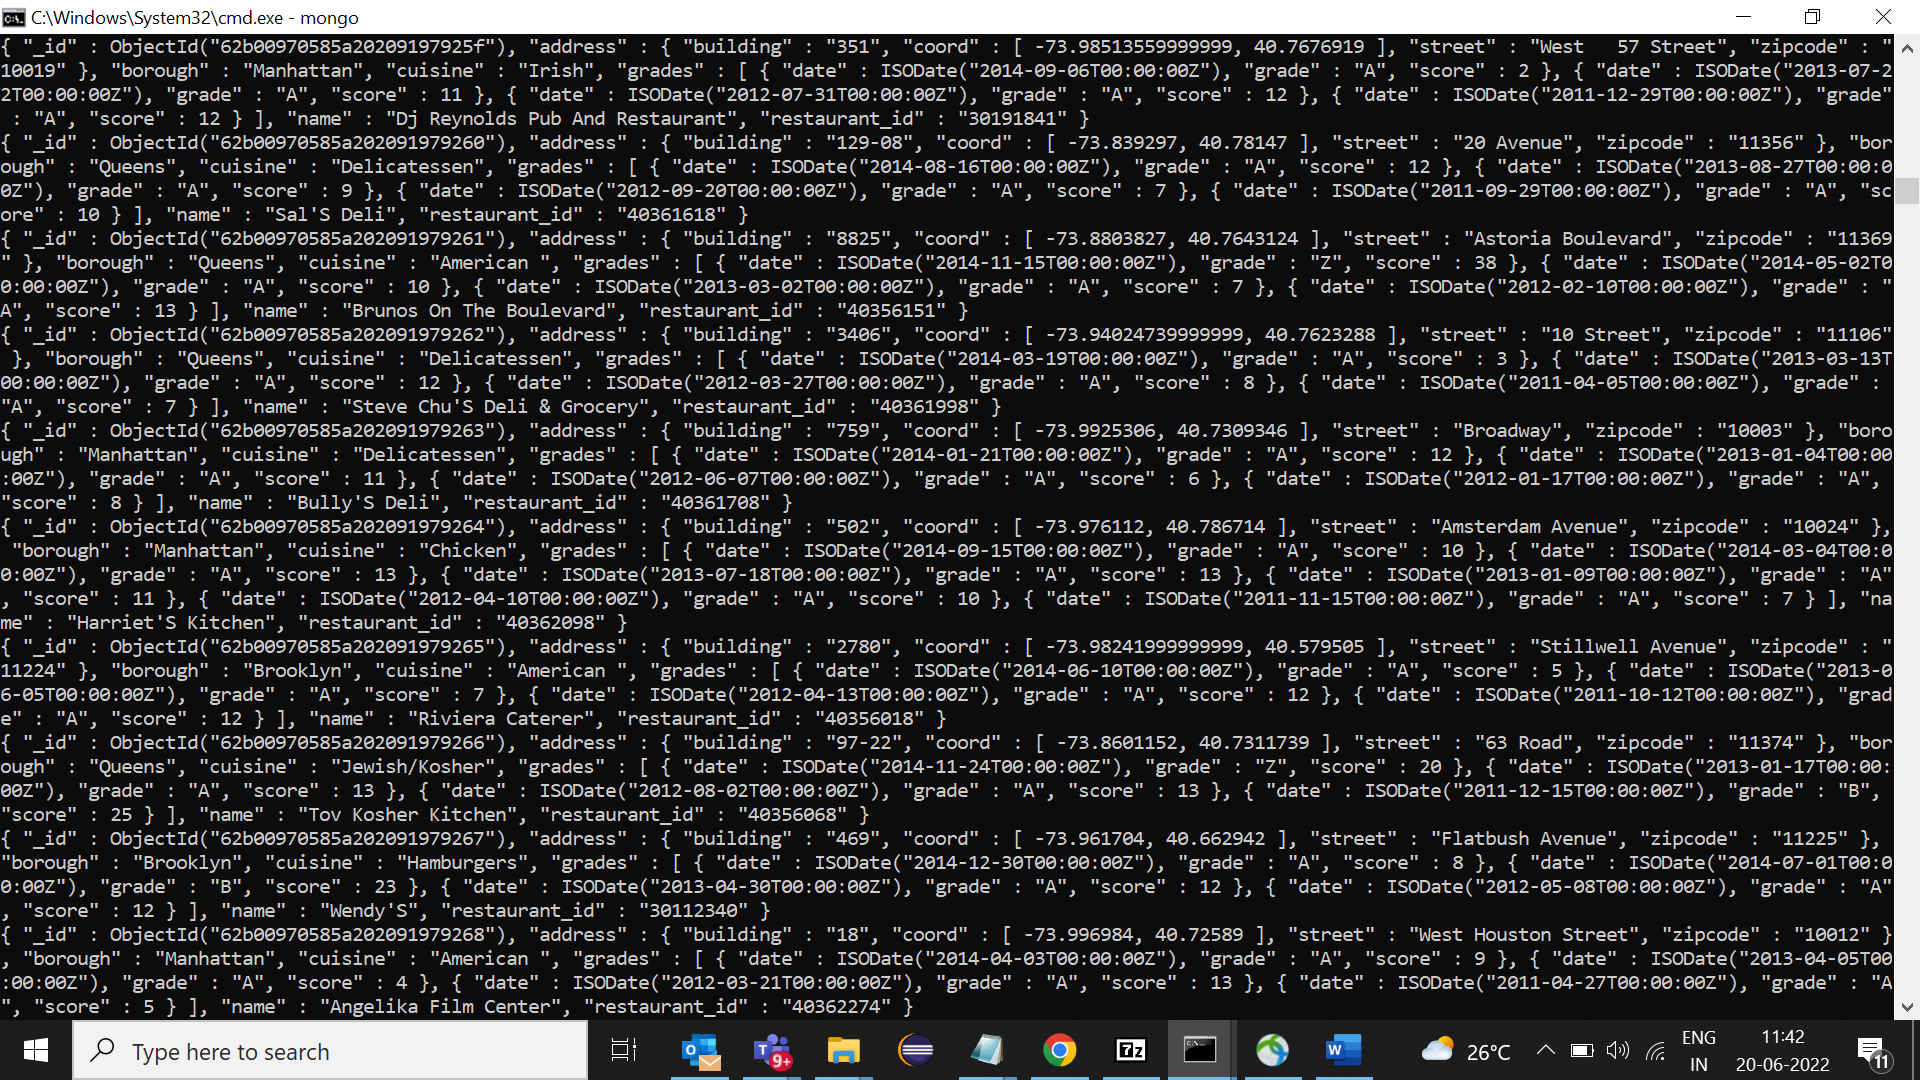 C:\Windows\System32\cmd.exe - mongo
{ "_id" : ObjectId("62b00970585a20209197925f"), "address" : { "building" : "351", "coord" : [ -73.98513559999999, 40.7676919 ], "street" : "West   57 Street", "zipcode" : "
10019" }, "borough" : "Manhattan", "cuisine" : "Irish", "grades" : [ { "date" : ISODate("2014-09-06T00:00:00Z"), "grade" : "A", "score" : 2 }, { "date" : ISODate("2013-07-2
2T00:00:00Z"), "grade" : "A", "score" : 11 }, { "date" : ISODate("2012-07-31T00:00:00Z"), "grade" : "A", "score" : 12 }, { "date" : ISODate("2011-12-29T00:00:00Z"), "grade"
 : "A", "score" : 12 } ], "name" : "Dj Reynolds Pub And Restaurant", "restaurant_id" : "30191841" }
{ "_id" : ObjectId("62b00970585a202091979260"), "address" : { "building" : "129-08", "coord" : [ -73.839297, 40.78147 ], "street" : "20 Avenue", "zipcode" : "11356" }, "bor
ough" : "Queens", "cuisine" : "Delicatessen", "grades" : [ { "date" : ISODate("2014-08-16T00:00:00Z"), "grade" : "A", "score" : 12 }, { "date" : ISODate("2013-08-27T00:00:0
0Z"), "grade" : "A", "score" : 9 }, { "date" : ISODate("2012-09-20T00:00:00Z"), "grade" : "A", "score" : 7 }, { "date" : ISODate("2011-09-29T00:00:00Z"), "grade" : "A", "sc
ore" : 10 } ], "name" : "Sal'S Deli", "restaurant_id" : "40361618" }
{ "_id" : ObjectId("62b00970585a202091979261"), "address" : { "building" : "8825", "coord" : [ -73.8803827, 40.7643124 ], "street" : "Astoria Boulevard", "zipcode" : "11369
" }, "borough" : "Queens", "cuisine" : "American ", "grades" : [ { "date" : ISODate("2014-11-15T00:00:00Z"), "grade" : "Z", "score" : 38 }, { "date" : ISODate("2014-05-02T0
0:00:00Z"), "grade" : "A", "score" : 10 }, { "date" : ISODate("2013-03-02T00:00:00Z"), "grade" : "A", "score" : 7 }, { "date" : ISODate("2012-02-10T00:00:00Z"), "grade" : "
A", "score" : 13 } ], "name" : "Brunos On The Boulevard", "restaurant_id" : "40356151" }
{ "_id" : ObjectId("62b00970585a202091979262"), "address" : { "building" : "3406", "coord" : [ -73.94024739999999, 40.7623288 ], "street" : "10 Street", "zipcode" : "11106"
 }, "borough" : "Queens", "cuisine" : "Delicatessen", "grades" : [ { "date" : ISODate("2014-03-19T00:00:00Z"), "grade" : "A", "score" : 3 }, { "date" : ISODate("2013-03-13T
00:00:00Z"), "grade" : "A", "score" : 12 }, { "date" : ISODate("2012-03-27T00:00:00Z"), "grade" : "A", "score" : 8 }, { "date" : ISODate("2011-04-05T00:00:00Z"), "grade" :
"A", "score" : 7 } ], "name" : "Steve Chu'S Deli & Grocery", "restaurant_id" : "40361998" }
{ "_id" : ObjectId("62b00970585a202091979263"), "address" : { "building" : "759", "coord" : [ -73.9925306, 40.7309346 ], "street" : "Broadway", "zipcode" : "10003" }, "boro
ugh" : "Manhattan", "cuisine" : "Delicatessen", "grades" : [ { "date" : ISODate("2014-01-21T00:00:00Z"), "grade" : "A", "score" : 12 }, { "date" : ISODate("2013-01-04T00:00
:00Z"), "grade" : "A", "score" : 11 }, { "date" : ISODate("2012-06-07T00:00:00Z"), "grade" : "A", "score" : 6 }, { "date" : ISODate("2012-01-17T00:00:00Z"), "grade" : "A",
"score" : 8 } ], "name" : "Bully'S Deli", "restaurant_id" : "40361708" }
{ "_id" : ObjectId("62b00970585a202091979264"), "address" : { "building" : "502", "coord" : [ -73.976112, 40.786714 ], "street" : "Amsterdam Avenue", "zipcode" : "10024" },
 "borough" : "Manhattan", "cuisine" : "Chicken", "grades" : [ { "date" : ISODate("2014-09-15T00:00:00Z"), "grade" : "A", "score" : 10 }, { "date" : ISODate("2014-03-04T00:0
0:00Z"), "grade" : "A", "score" : 13 }, { "date" : ISODate("2013-07-18T00:00:00Z"), "grade" : "A", "score" : 13 }, { "date" : ISODate("2013-01-09T00:00:00Z"), "grade" : "A"
, "score" : 11 }, { "date" : ISODate("2012-04-10T00:00:00Z"), "grade" : "A", "score" : 10 }, { "date" : ISODate("2011-11-15T00:00:00Z"), "grade" : "A", "score" : 7 } ], "na
me" : "Harriet'S Kitchen", "restaurant_id" : "40362098" }
{ "_id" : ObjectId("62b00970585a202091979265"), "address" : { "building" : "2780", "coord" : [ -73.98241999999999, 40.579505 ], "street" : "Stillwell Avenue", "zipcode" : "
11224" }, "borough" : "Brooklyn", "cuisine" : "American ", "grades" : [ { "date" : ISODate("2014-06-10T00:00:00Z"), "grade" : "A", "score" : 5 }, { "date" : ISODate("2013-0
6-05T00:00:00Z"), "grade" : "A", "score" : 7 }, { "date" : ISODate("2012-04-13T00:00:00Z"), "grade" : "A", "score" : 12 }, { "date" : ISODate("2011-10-12T00:00:00Z"), "grad
e" : "A", "score" : 12 } ], "name" : "Riviera Caterer", "restaurant_id" : "40356018" }
{ "_id" : ObjectId("62b00970585a202091979266"), "address" : { "building" : "97-22", "coord" : [ -73.8601152, 40.7311739 ], "street" : "63 Road", "zipcode" : "11374" }, "bor
ough" : "Queens", "cuisine" : "Jewish/Kosher", "grades" : [ { "date" : ISODate("2014-11-24T00:00:00Z"), "grade" : "Z", "score" : 20 }, { "date" : ISODate("2013-01-17T00:00:
00Z"), "grade" : "A", "score" : 13 }, { "date" : ISODate("2012-08-02T00:00:00Z"), "grade" : "A", "score" : 13 }, { "date" : ISODate("2011-12-15T00:00:00Z"), "grade" : "B",
"score" : 25 } ], "name" : "Tov Kosher Kitchen", "restaurant_id" : "40356068" }
{ "_id" : ObjectId("62b00970585a202091979267"), "address" : { "building" : "469", "coord" : [ -73.961704, 40.662942 ], "street" : "Flatbush Avenue", "zipcode" : "11225" },
"borough" : "Brooklyn", "cuisine" : "Hamburgers", "grades" : [ { "date" : ISODate("2014-12-30T00:00:00Z"), "grade" : "A", "score" : 8 }, { "date" : ISODate("2014-07-01T00:0
0:00Z"), "grade" : "B", "score" : 23 }, { "date" : ISODate("2013-04-30T00:00:00Z"), "grade" : "A", "score" : 12 }, { "date" : ISODate("2012-05-08T00:00:00Z"), "grade" : "A"
, "score" : 12 } ], "name" : "Wendy'S", "restaurant_id" : "30112340" }
{ "_id" : ObjectId("62b00970585a202091979268"), "address" : { "building" : "18", "coord" : [ -73.996984, 40.72589 ], "street" : "West Houston Street", "zipcode" : "10012" }
, "borough" : "Manhattan", "cuisine" : "American ", "grades" : [ { "date" : ISODate("2014-04-03T00:00:00Z"), "grade" : "A", "score" : 9 }, { "date" : ISODate("2013-04-05T00
:00:00Z"), "grade" : "A", "score" : 4 }, { "date" : ISODate("2012-03-21T00:00:00Z"), "grade" : "A", "score" : 13 }, { "date" : ISODate("2011-04-27T00:00:00Z"), "grade" : "A
", "score" : 5 } ], "name" : "Angelika Film Center", "restaurant_id" : "40362274" }
Type here to search
9+
7z
W
26°C
ENG
IN
11:42
20-06-2022
11